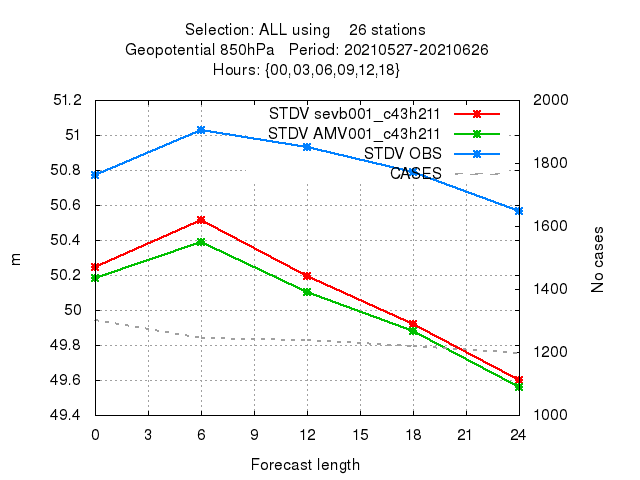 Selection: ALL using 26 stations
Geopotential 850hPa Period: 20210527-20210626
Hours: {00,03,06,09,12,18}
51.2 2000
STDV sevb001_c43h211
51 STDV AMV001_c43h211
STDV OBS
50.8 1800
CASES
50.6
1600
50.4
m No cases
50.2
1400
50
49.8
1200
49.6
49.4 1000
0 3 6 9 12 15 18 21 24
Forecast length